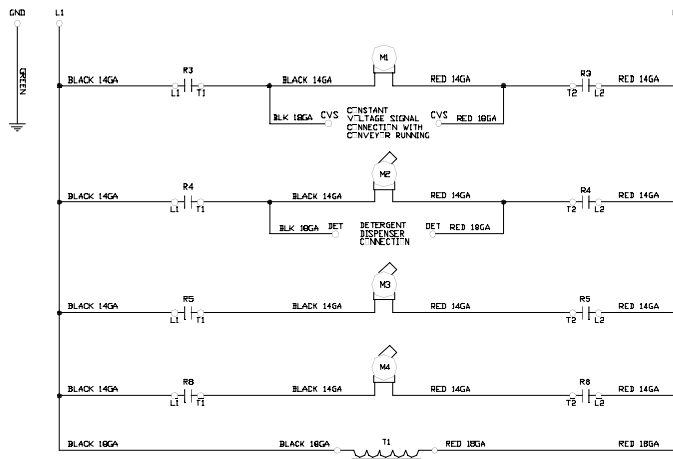 GND L1
GREEN
BLACK 14GA R3 L1 T1 BLACK 14GA M1 RED 14GA R3 T2 L2 RED 14GA
BLK 18GA CVS CONSTANT VOLTAGE SIGNAL CONNECTION WITH CONVEYOR RUNNING CVS RED 18GA
BLACK 14GA R4 L1 T1 BLACK 14GA M2 RED 14GA R4 T2 L2 RED 14GA
BLK 18GA DET DETERGENT DISPENSER CONNECTION DET RED 18GA
BLACK 14GA R5 L1 T1 BLACK 14GA M3 RED 14GA R5 T2 L2 RED 14GA
BLACK 14GA R8 L1 T1 BLACK 14GA M4 RED 14GA R8 T2 L2 RED 14GA
BLACK 18GA BLACK 18GA T1 RED 18GA RED 18GA